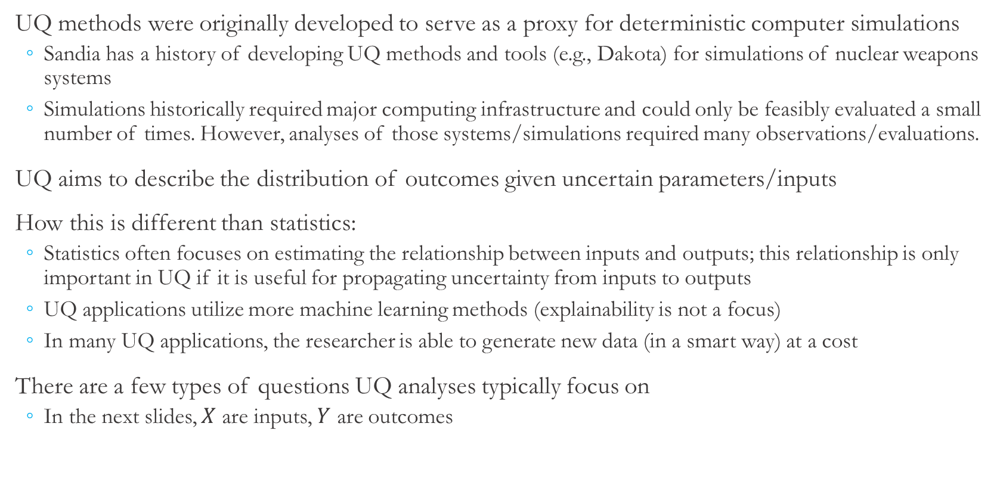 UQ methods were originally developed to serve as a proxy for deterministic computer simulations
◦ Sandia has a history of developing UQ methods and tools (e.g., Dakota) for simulations of nuclear weapons
systems
◦ Simulations historically required major computing infrastructure and could only be feasibly evaluated a small
number of times. However, analyses of those systems/simulations required many observations/evaluations.
UQ aims to describe the distribution of outcomes given uncertain parameters/inputs
How this is different than statistics:
◦ Statistics often focuses on estimating the relationship between inputs and outputs; this relationship is only
important in UQ if it is useful for propagating uncertainty from inputs to outputs
◦ UQ applications utilize more machine learning methods (explainability is not a focus)
◦ In many UQ applications, the researcher is able to generate new data (in a smart way) at a cost
There are a few types of questions UQ analyses typically focus on
◦ In the next slides, X are inputs, Y are outcomes